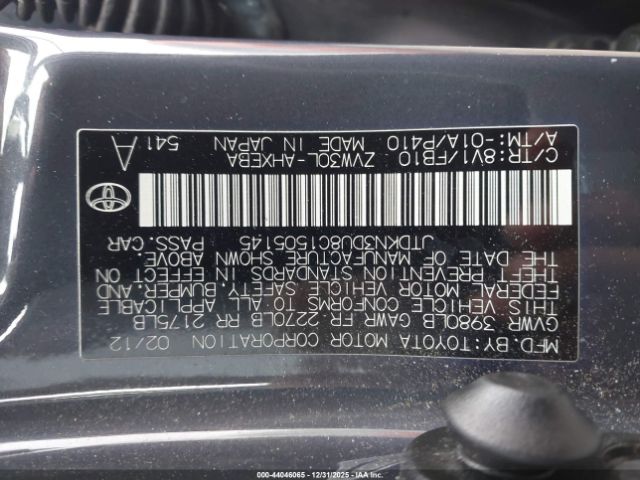 MFD.BY:TOYOTA MOTOR CORPORATION 02/12
GVWR 3980LB GAWR FR 2270LB RR 2175LB
THIS VEHICLE CONFORMS TO ALL APPLICABLE
FEDERAL MOTOR VEHICLE SAFETY, BUMPER, AND
THEFT PREVENTION STANDARDS IN EFFECT ON
THE DATE OF MANUFACTURE SHOWN ABOVE.
JTDKN3DU8C1505145 PASS.CAR
C/TR:8V1/FB10 ZVW30L-AHXEBA
A/TM:-01A/P410 MADE IN JAPAN 541
A
000-44046065 - 12/31/2025 - IAA Holdings, LLC